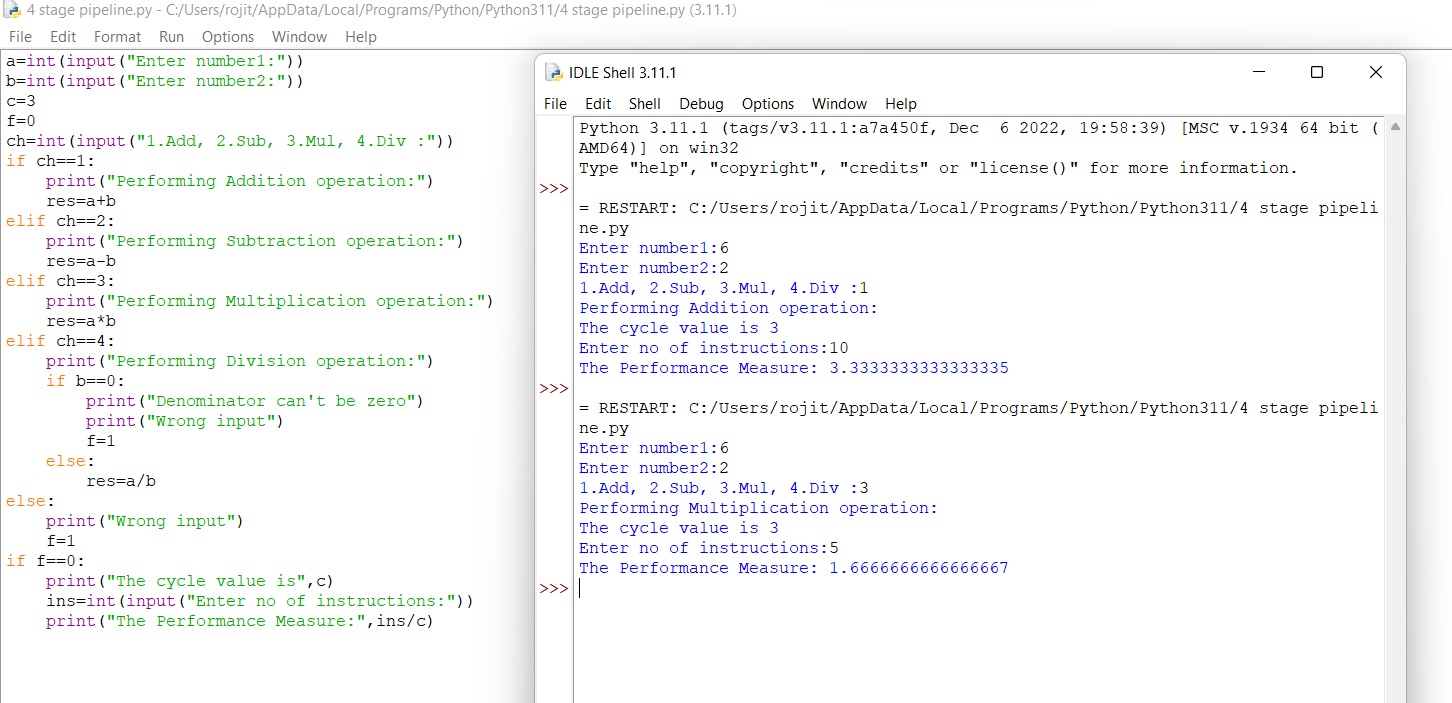 4 stage pipeline.py - C:/Users/rojit/AppData/Local/Programs/Python/Python311/4 stage pipeline.py (3.11.1)
File Edit Format Run Options Window Help
a=int(input("Enter number1:"))
b=int(input("Enter number2:"))
c=3
f=0
ch=int(input("1.Add, 2.Sub, 3.Mul, 4.Div :"))
if ch==1:
    print("Performing Addition operation:")
    res=a+b
elif ch==2:
    print("Performing Subtraction operation:")
    res=a-b
elif ch==3:
    print("Performing Multiplication operation:")
    res=a*b
elif ch==4:
    print("Performing Division operation:")
    if b==0:
        print("Denominator can't be zero")
        print("Wrong input")
        f=1
    else:
        res=a/b
else:
    print("Wrong input")
    f=1
if f==0:
    print("The cycle value is",c)
    ins=int(input("Enter no of instructions:"))
    print("The Performance Measure:",ins/c)
IDLE Shell 3.11.1
File Edit Shell Debug Options Window Help
Python 3.11.1 (tags/v3.11.1:a7a450f, Dec  6 2022, 19:58:39) [MSC v.1934 64 bit (
AMD64)] on win32
Type "help", "copyright", "credits" or "license()" for more information.
>>>
= RESTART: C:/Users/rojit/AppData/Local/Programs/Python/Python311/4 stage pipeli
ne.py
Enter number1:6
Enter number2:2
1.Add, 2.Sub, 3.Mul, 4.Div :1
Performing Addition operation:
The cycle value is 3
Enter no of instructions:10
The Performance Measure: 3.3333333333333335
>>>
= RESTART: C:/Users/rojit/AppData/Local/Programs/Python/Python311/4 stage pipeli
ne.py
Enter number1:6
Enter number2:2
1.Add, 2.Sub, 3.Mul, 4.Div :3
Performing Multiplication operation:
The cycle value is 3
Enter no of instructions:5
The Performance Measure: 1.6666666666666667
>>>